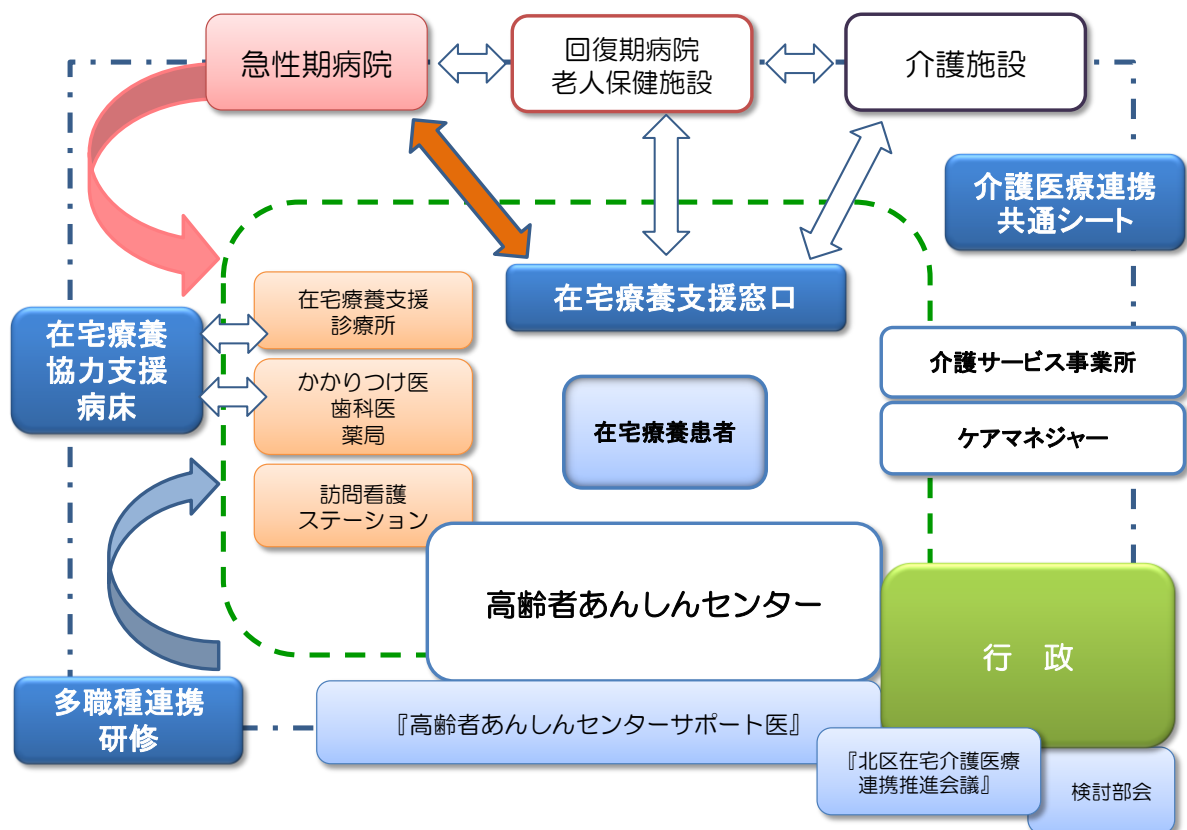 急性期病院
回復期病院
老人保健施設
介護施設
介護医療連携
共通シート
在宅療養支援窓口
在宅療養支援
診療所
在宅療養
協力支援
病床
かかりつけ医
歯科医
薬局
介護サービス事業所
在宅療養患者
ケアマネジャー
訪問看護
ステーション
高齢者あんしんセンター
行　政
多職種連携
研修
『高齢者あんしんセンターサポート医』
『北区在宅介護医療
連携推進会議』
検討部会